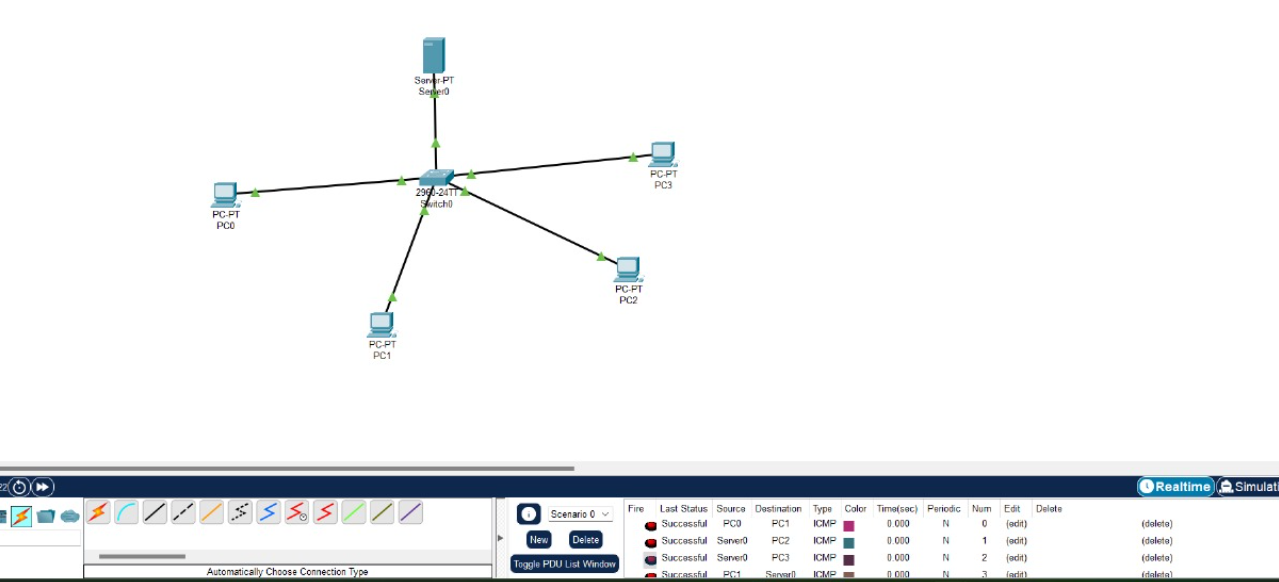 Server-PT
Server0
PC-PT
PC3
2960-24TT
Switch0
PC-PT
PC0
PC-PT
PC2
PC-PT
PC1
Realtime
Scenario 0
New
Delete
Toggle PDU List Window
Automatically Choose Connection Type
Fire Last Status Source Destination Type Color Time(sec) Periodic Num Edit Delete
Successful PC0 PC1 ICMP 0.000 N 0 (edit) (delete)
Successful Server0 PC2 ICMP 0.000 N 1 (edit) (delete)
Successful Server0 PC3 ICMP 0.000 N 2 (edit) (delete)
Successful PC1 Server0 ICMP 0.000 N 3 (edit) (delete)